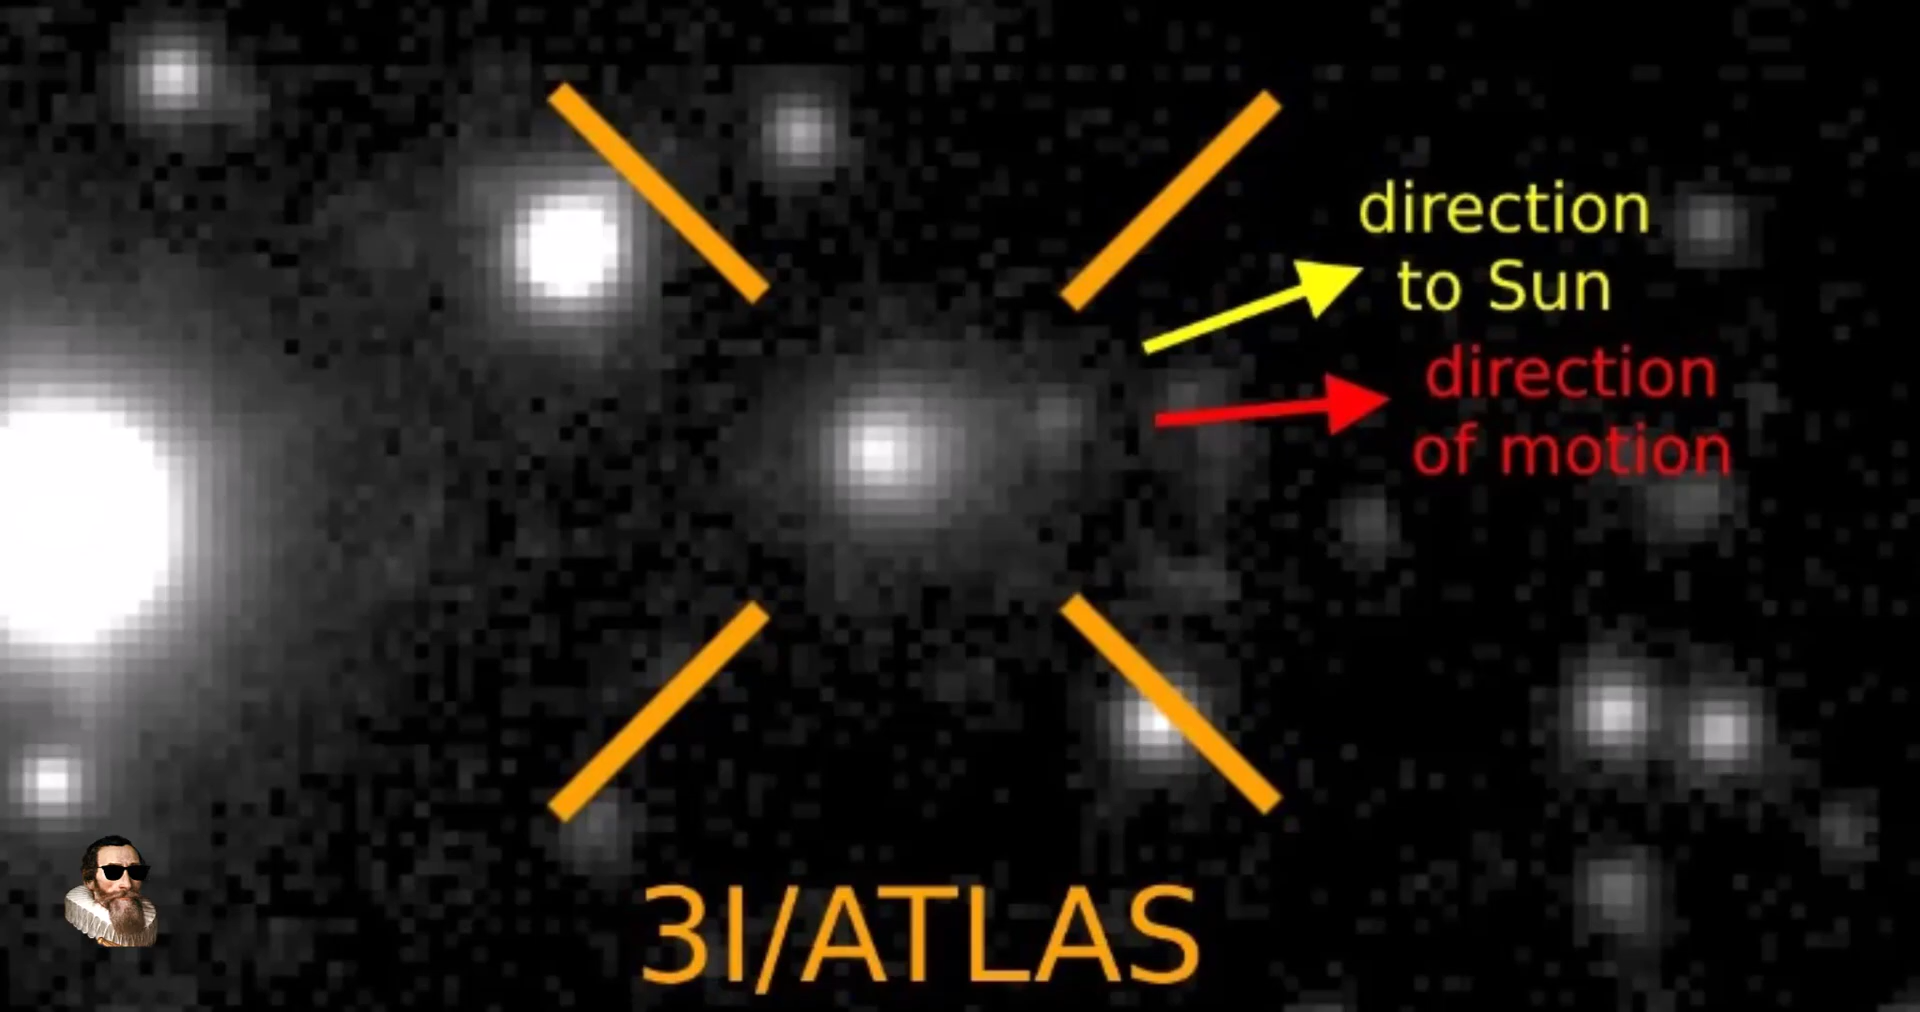 direction
to Sun
direction
of motion
3I/ATLAS